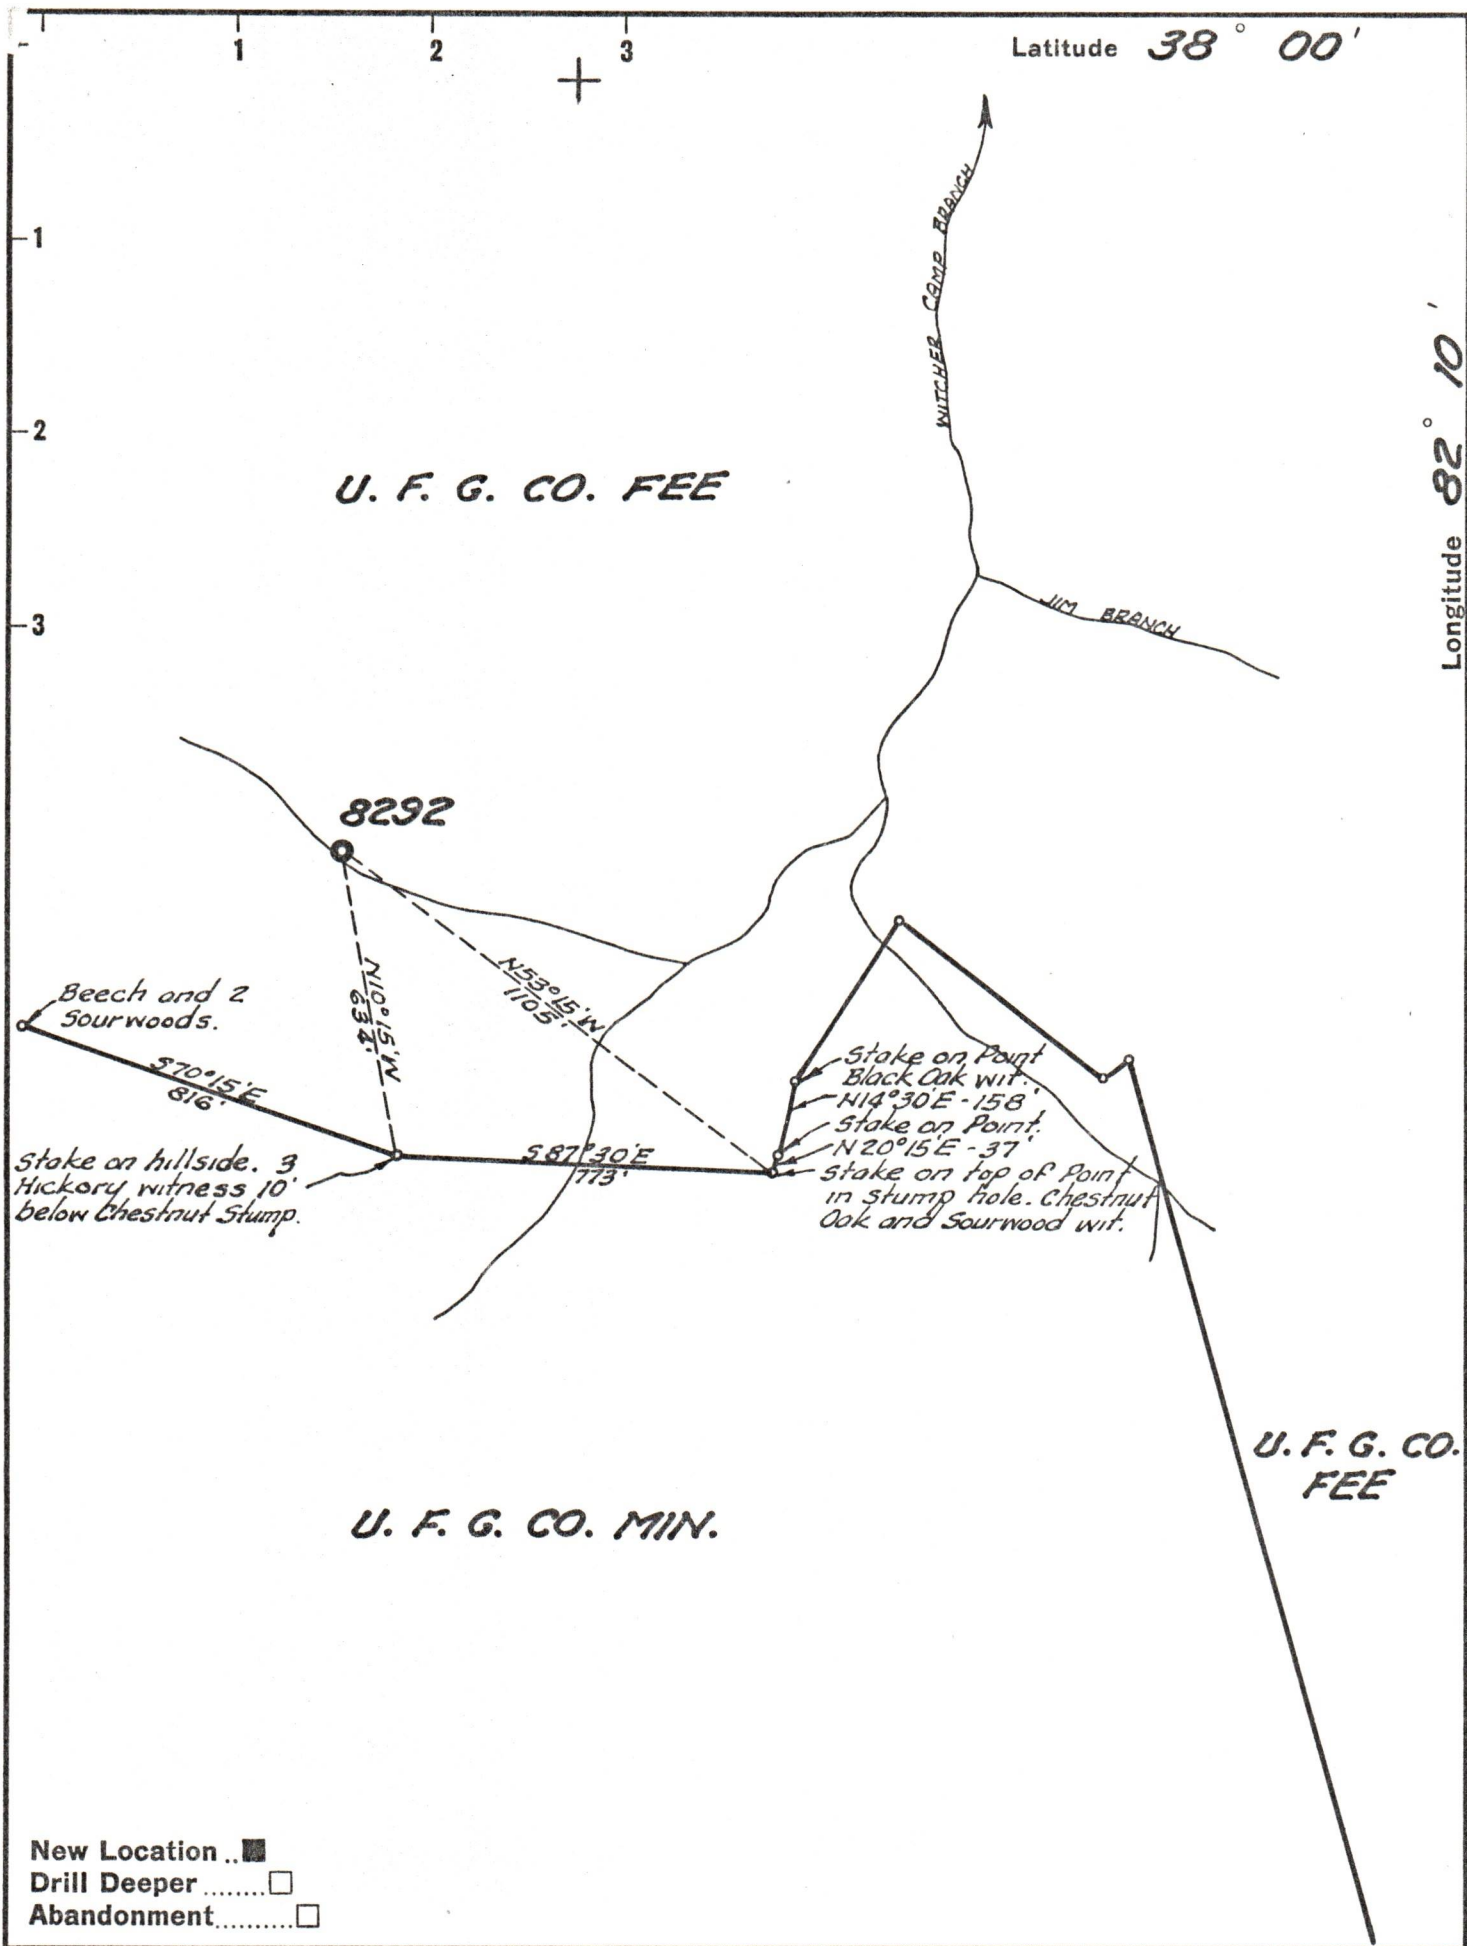 1 2 3 Latitude 38° 00'
1
2
3
Longitude 82° 10'
WITCHER CAMP BRANCH
U. F. G. CO. FEE
JIM BRANCH
8292
N53°15'W
1105'
N10°15'W
634'
Beech and 2
Sourwoods.
S70°15'E
816'
Stake on Point
Black Oak wit.
N14°30'E - 158'
Stake on Point.
N20°15'E - 37'
Stake on top of Point
in stump hole. Chestnut
Oak and Sourwood wit.
S87°30'E
773'
Stake on hillside. 3
Hickory witness 10'
below Chestnut Stump.
U. F. G. CO.
FEE
U. F. G. CO. MIN.
New Location ..■
Drill Deeper ........□
Abandonment..........□